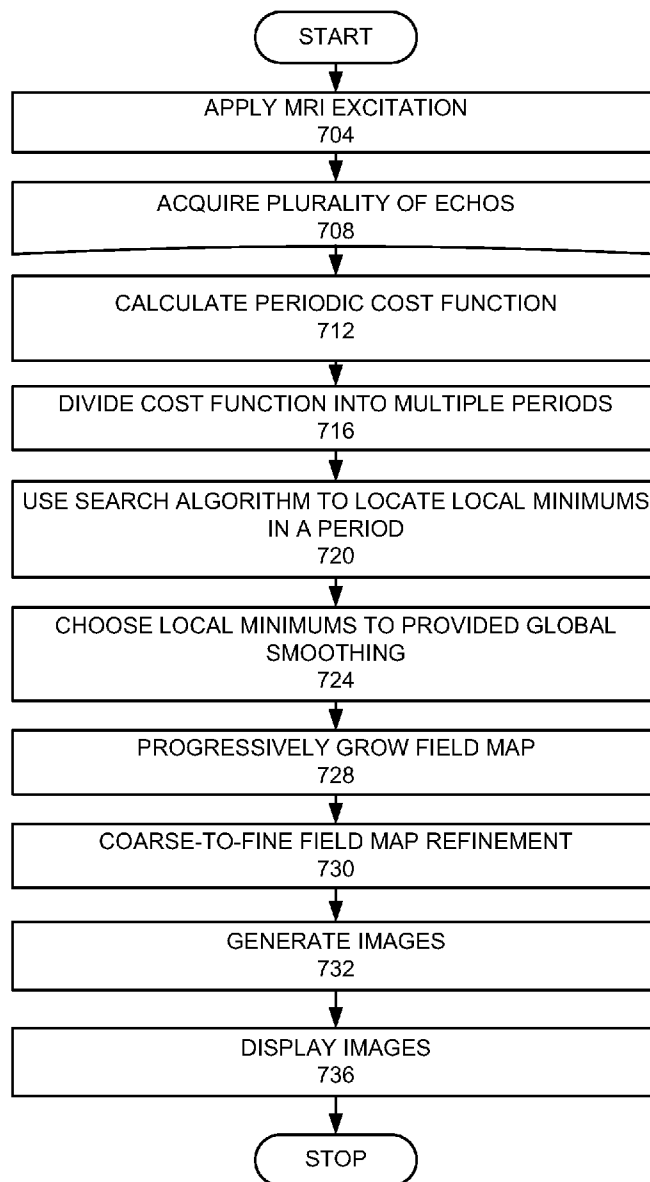 START
APPLY MRI EXCITATION
704
ACQUIRE PLURALITY OF ECHOS
708
CALCULATE PERIODIC COST FUNCTION
712
DIVIDE COST FUNCTION INTO MULTIPLE PERIODS
716
USE SEARCH ALGORITHM TO LOCATE LOCAL MINIMUMS
IN A PERIOD
720
CHOOSE LOCAL MINIMUMS TO PROVIDED GLOBAL
SMOOTHING
724
PROGRESSIVELY GROW FIELD MAP
728
COARSE-TO-FINE FIELD MAP REFINEMENT
730
GENERATE IMAGES
732
DISPLAY IMAGES
736
STOP